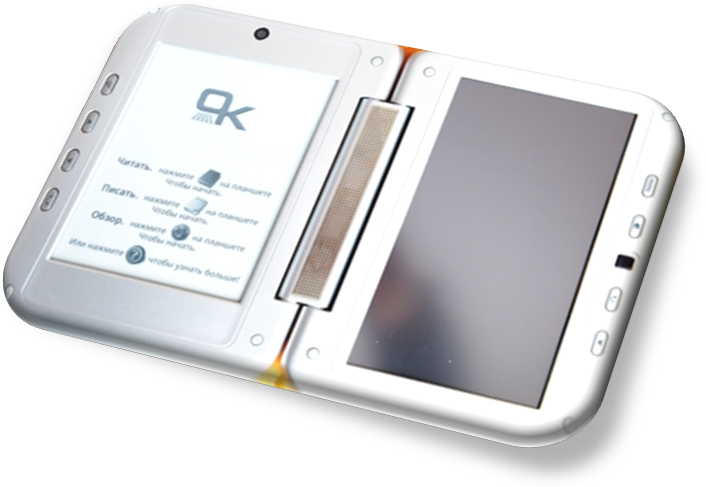 OK
Читать. нажмите на планшете
Чтобы начать.
Писать. нажмите на планшете
Чтобы начать.
Обзор. нажмите на планшете
Чтобы начать.
Или нажмите ? чтобы узнать больше!